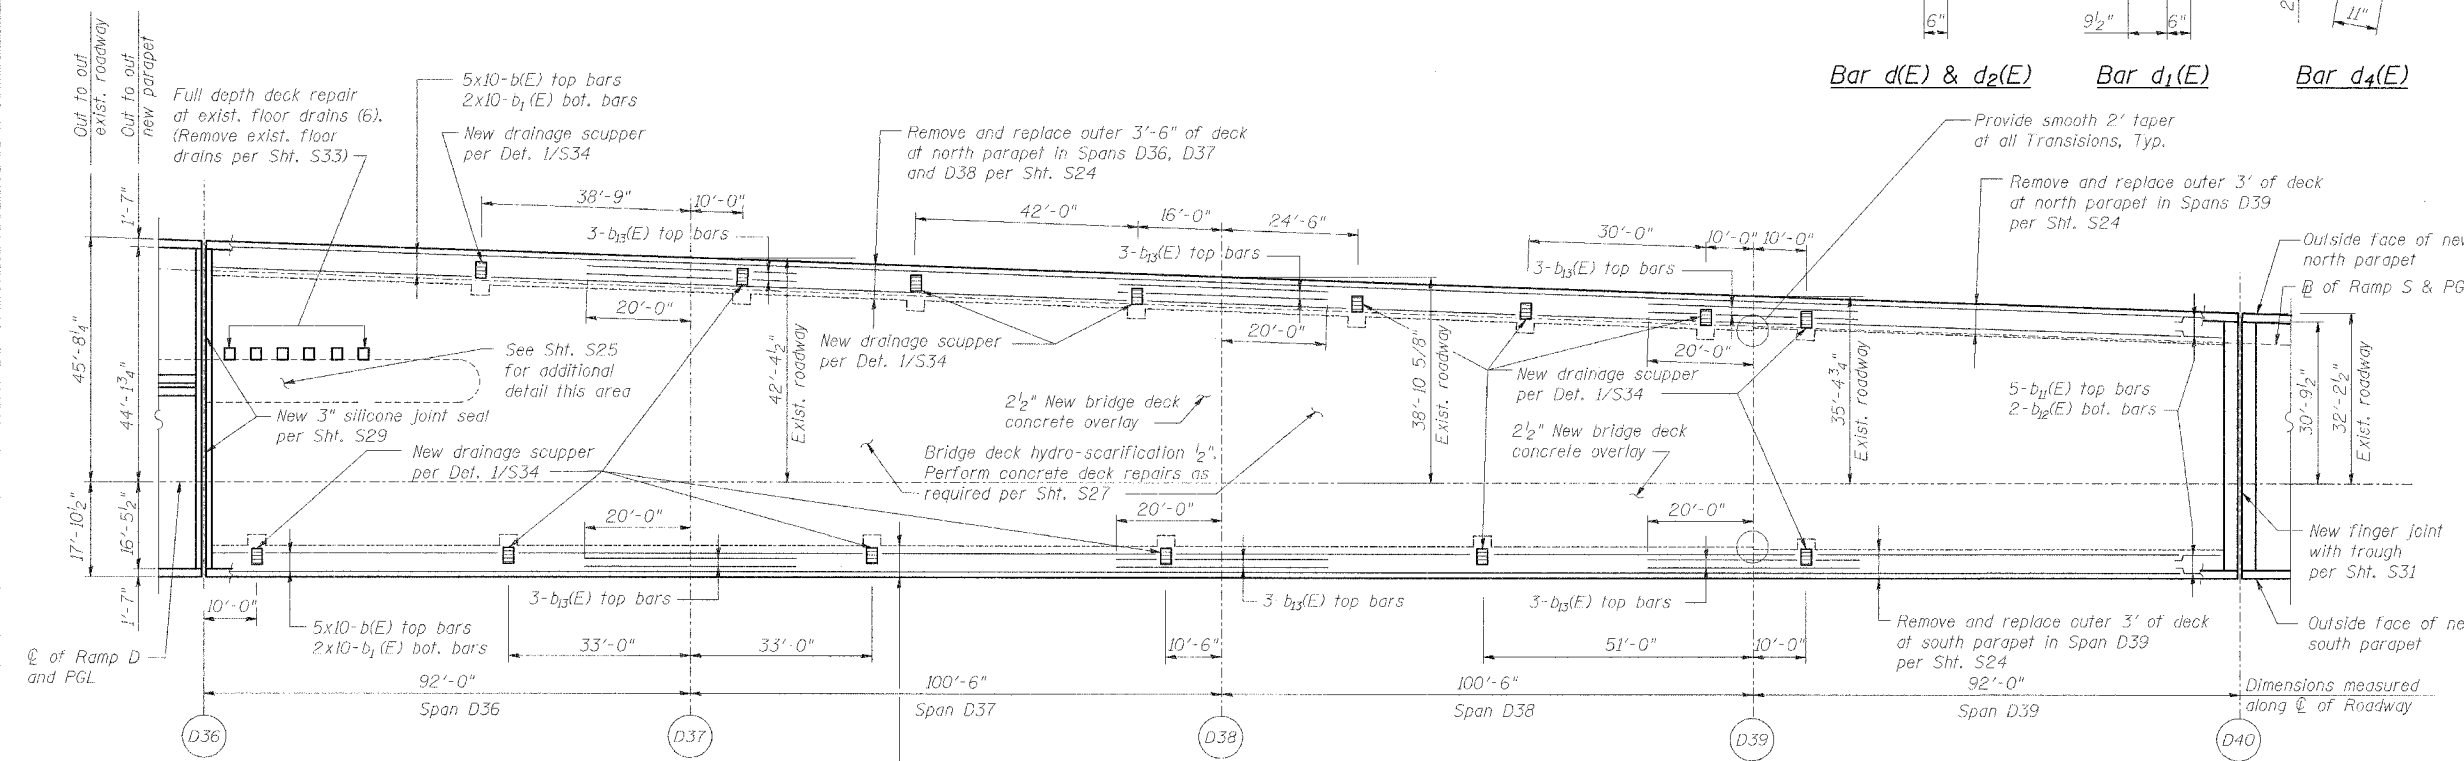 6"
9½"
6"
2
11"
Bar d(E) & d2(E)
Bar d1(E)
Bar d4(E)
Out to out
exist. roadway
Out to out
new parapet
Full depth deck repair
at exist. floor drains (6).
(Remove exist. floor
drains per Sht. S33)
5x10-b(E) top bars
2x10-b1(E) bot. bars
New drainage scupper
per Det. 1/S34
Remove and replace outer 3'-6" of deck
at north parapet in Spans D36, D37
and D38 per Sht. S24
Provide smooth 2' taper
at all Transisions, Typ.
Remove and replace outer 3' of deck
at north parapet in Spans D39
per Sht. S24
Outside face of new
north parapet
℄ of Ramp S & PG
1'-7"
38'-9"
10'-0"
3-b13(E) top bars
42'-0"
16'-0"
24'-6"
3-b13(E) top bars
30'-0"
10'-0"
10'-0"
3-b13(E) top bars
20'-0"
20'-0"
20'-0"
45'-8¼"
44'-1¾"
See Sht. S25
for additional
detail this area
New 3" silicone joint seal
per Sht. S29
42'-4½"
Exist. roadway
New drainage scupper
per Det. 1/S34
2½" New bridge deck
concrete overlay
38'-10 5/8"
Exist. roadway
New drainage scupper
per Det. 1/S34
35'-4¾"
Exist. roadway
5-b11(E) top bars
2-b12(E) bot. bars
30'-9½"
32'-2½"
Exist. roadway
New drainage scupper
per Det. 1/S34
Bridge deck hydro-scarification ½".
Perform concrete deck repairs as
required per Sht. S27
2½" New bridge deck
concrete overlay
17'-10½"
16'-5½"
1'-7"
20'-0"
20'-0"
20'-0"
New finger joint
with trough
per Sht. S31
10'-0"
3-b13(E) top bars
3-b13(E) top bars
3-b13(E) top bars
5x10-b(E) top bars
2x10-b1(E) bot. bars
33'-0"
33'-0"
10'-6"
51'-0"
10'-0"
Remove and replace outer 3' of deck
at south parapet in Span D39
per Sht. S24
Outside face of ne
south parapet
℄ of Ramp D
and PGL
92'-0"
Span D36
100'-6"
Span D37
100'-6"
Span D38
92'-0"
Span D39
Dimensions measured
along ℄ of Roadway
D36
D37
D38
D39
D40